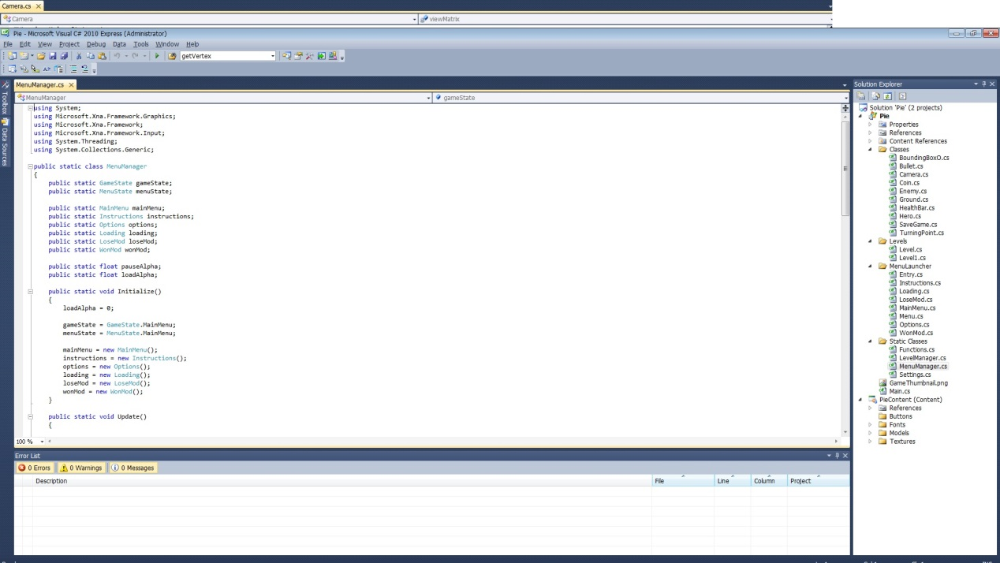 Camera.cs
Camera
viewMatrix
Pie - Microsoft Visual C# 2010 Express (Administrator)
File Edit View Project Debug Data Tools Window Help
getVertex
MenuManager.cs
MenuManager
gameState
Toolbox
Data Sources
using System;
using Microsoft.Xna.Framework.Graphics;
using Microsoft.Xna.Framework;
using Microsoft.Xna.Framework.Input;
using System.Threading;
using System.Collections.Generic;
public static class MenuManager
{
public static GameState gameState;
public static MenuState menuState;
public static MainMenu mainMenu;
public static Instructions instructions;
public static Options options;
public static Loading loading;
public static LoseMod loseMod;
public static WonMod wonMod;
public static float pauseAlpha;
public static float loadAlpha;
public static void Initialize()
{
loadAlpha = 0;
gameState = GameState.MainMenu;
menuState = MenuState.MainMenu;
mainMenu = new MainMenu();
instructions = new Instructions();
options = new Options();
loading = new Loading();
loseMod = new LoseMod();
wonMod = new WonMod();
}
public static void Update()
{
100 %
Error List
0 Errors
0 Warnings
0 Messages
Description
File
Line
Column
Project
Solution Explorer
Solution 'Pie' (2 projects)
Pie
Properties
References
Content References
Classes
BoundingBoxO.cs
Bullet.cs
Camera.cs
Coin.cs
Enemy.cs
Ground.cs
HealthBar.cs
Hero.cs
SaveGame.cs
TurningPoint.cs
Levels
Level.cs
Level1.cs
MenuLauncher
Entry.cs
Instructions.cs
Loading.cs
LoseMod.cs
MainMenu.cs
Menu.cs
Options.cs
WonMod.cs
Static Classes
Functions.cs
LevelManager.cs
MenuManager.cs
Settings.cs
GameThumbnail.png
Main.cs
PieContent (Content)
References
Buttons
Fonts
Models
Textures